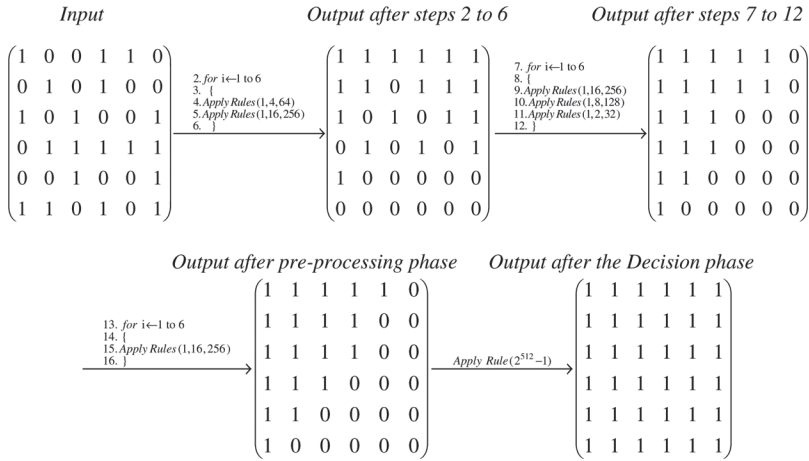 Input
Output after steps 2 to 6
Output after steps 7 to 12
1 0 0 1 1 0
0 1 0 1 0 0
1 0 1 0 0 1
0 1 1 1 1 1
0 0 1 0 0 1
1 1 0 1 0 1
2. for i←1 to 6
3. {
4. Apply Rules(1,4,64)
5. Apply Rules(1,16,256)
6. }
1 1 1 1 1 1
1 1 0 1 1 1
1 0 1 0 1 1
0 1 0 1 0 1
1 0 0 0 0 0
0 0 0 0 0 0
7. for i←1 to 6
8. {
9. Apply Rules(1,16,256)
10. Apply Rules(1,8,128)
11. Apply Rules(1,2,32)
12. }
1 1 1 1 1 0
1 1 1 1 1 0
1 1 1 0 0 0
1 1 1 0 0 0
1 1 0 0 0 0
1 0 0 0 0 0
Output after pre-processing phase
Output after the Decision phase
13. for i←1 to 6
14. {
15. Apply Rules(1,16,256)
16. }
1 1 1 1 1 0
1 1 1 1 0 0
1 1 1 1 0 0
1 1 1 0 0 0
1 1 0 0 0 0
1 0 0 0 0 0
Apply Rule(2⁵¹²−1)
1 1 1 1 1 1
1 1 1 1 1 1
1 1 1 1 1 1
1 1 1 1 1 1
1 1 1 1 1 1
1 1 1 1 1 1